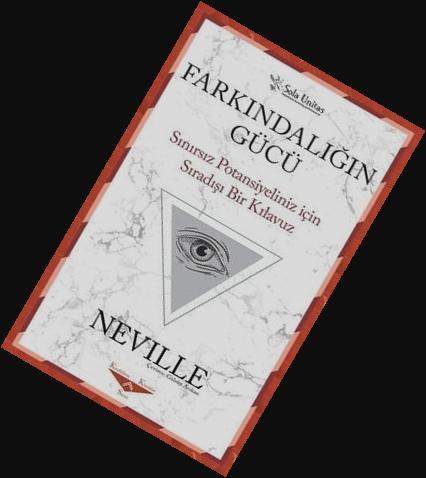 Sola Unitas
FARKINDALIĞIN
GÜCÜ
Sınırsız Potansiyeliniz için
Sıradışı Bir Kılavuz
NEVILLE